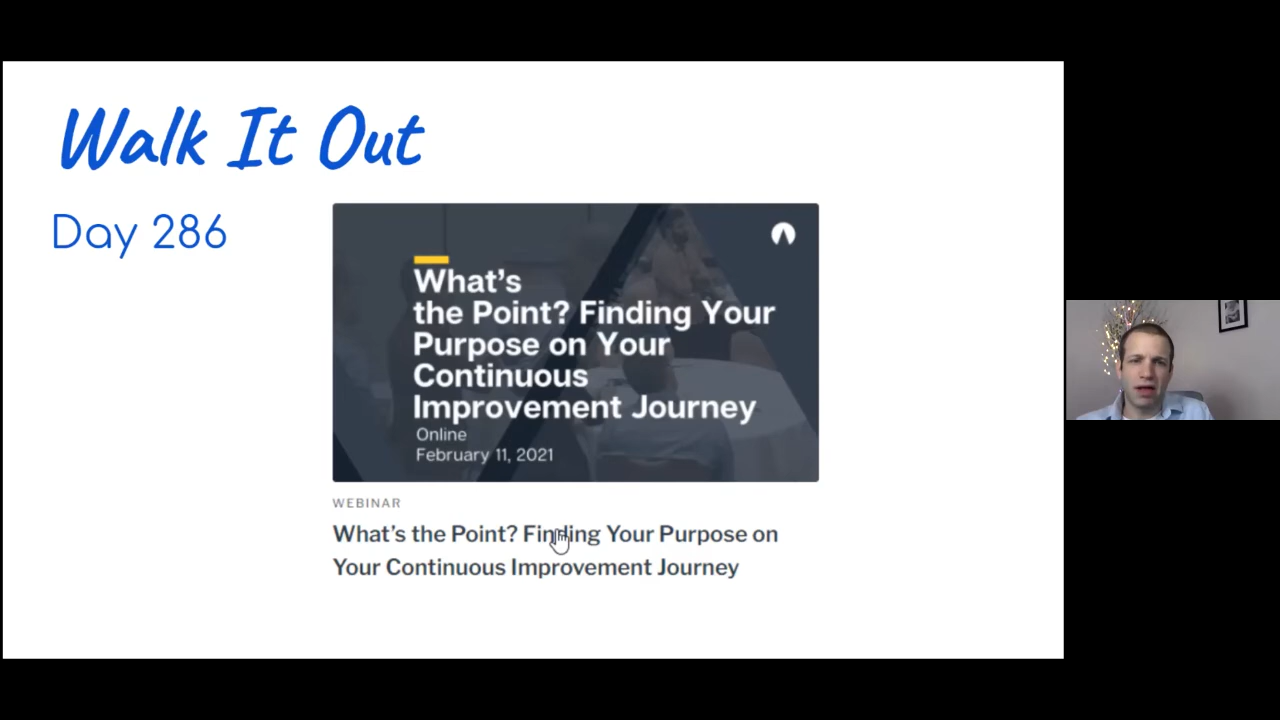 Walk It Out
Day 286
What's
the Point? Finding Your
Purpose on Your
Continuous
Improvement Journey
Online
February 11, 2021
WEBINAR
What's the Point? Finding Your Purpose on
Your Continuous Improvement Journey